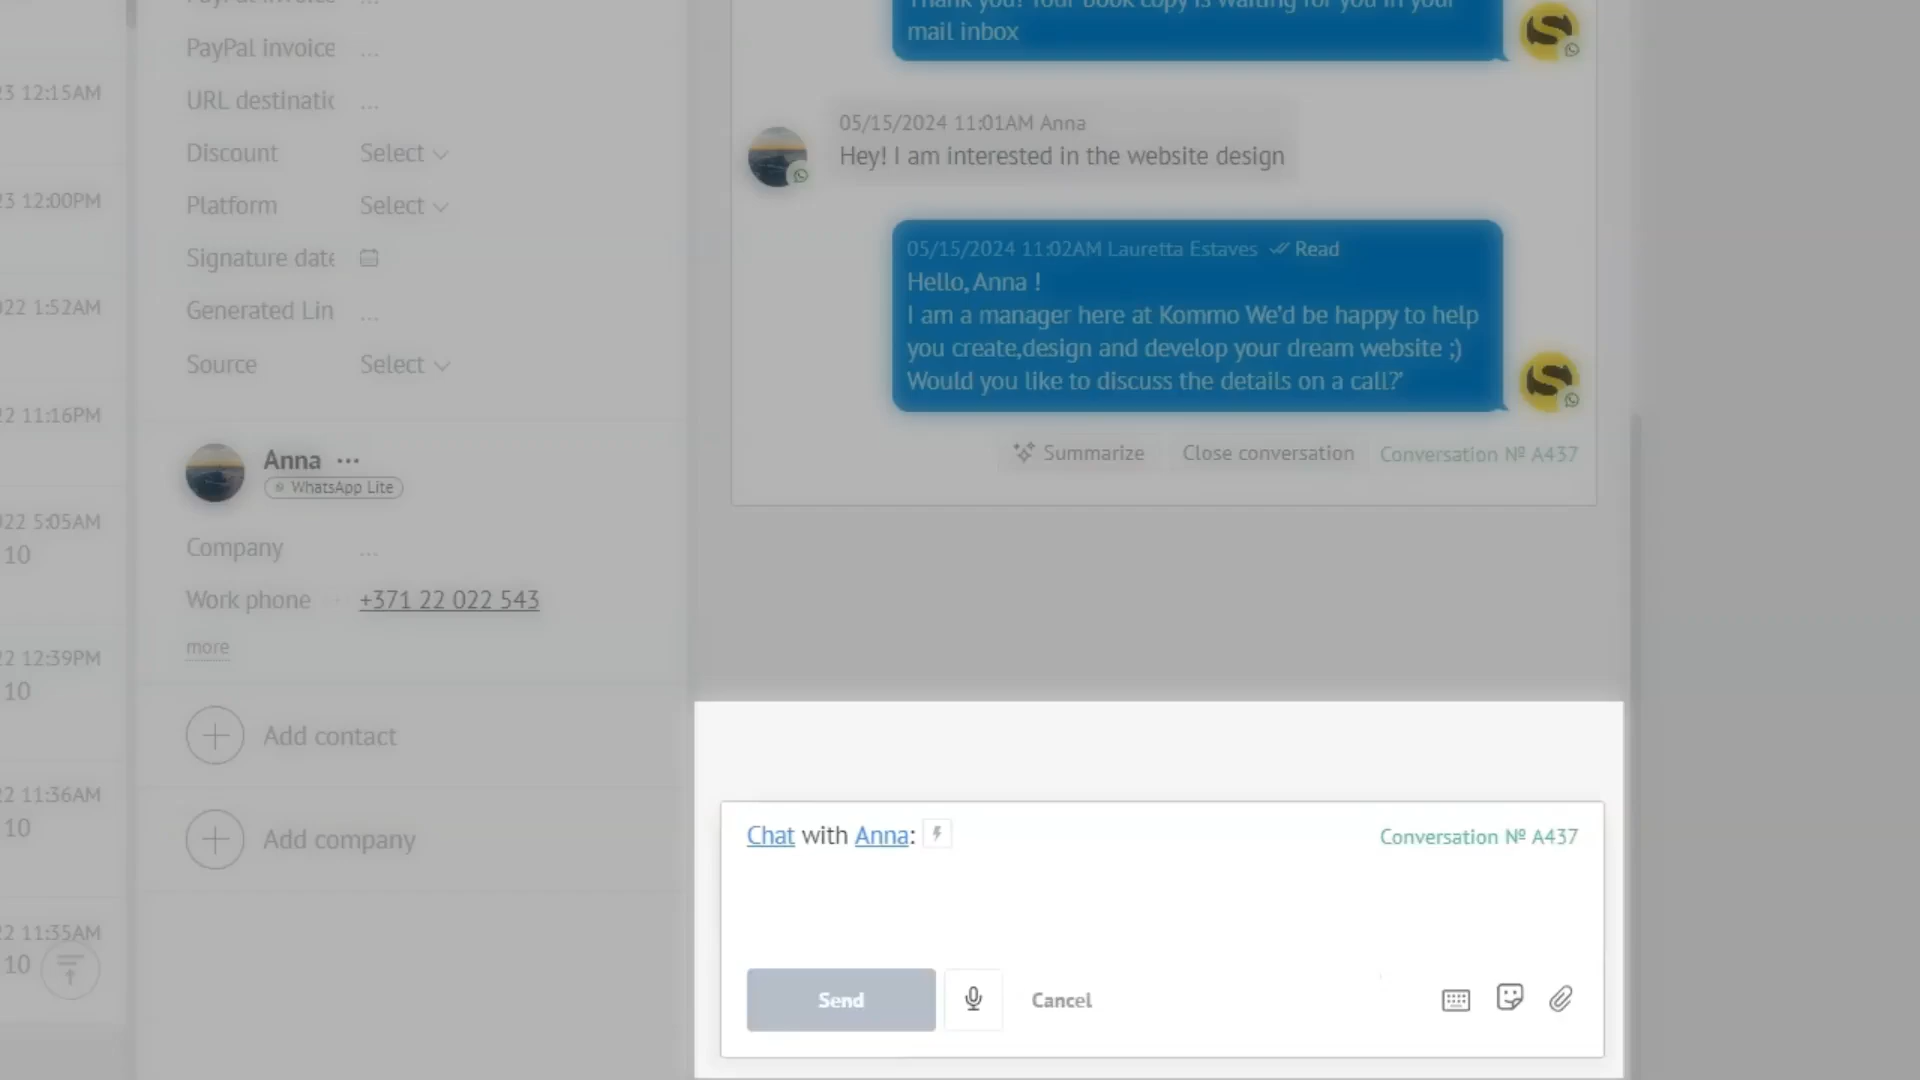 3 12:15AM
3 12:00PM
022 1:52AM
22 11:16PM
022 5:05AM
10
22 12:39PM
10
22 11:36AM
10
22 11:35AM
10
PayPal invoice ...
PayPal invoice ...
URL destinatic ...
Discount Select
Platform Select
Signature date
Generated Lin ...
Source Select
Anna ...
WhatsApp Lite
Company ...
Work phone +371 22 022 543
more
Add contact
Add company
Thank you! Your book copy is waiting for you in your
mail inbox
05/15/2024 11:01AM Anna
Hey! I am interested in the website design
05/15/2024 11:02AM Lauretta Estaves Read
Hello, Anna !
I am a manager here at Kommo We'd be happy to help
you create,design and develop your dream website ;)
Would you like to discuss the details on a call?'
Summarize Close conversation Conversation № A437
Chat with Anna: Conversation № A437
Send Cancel